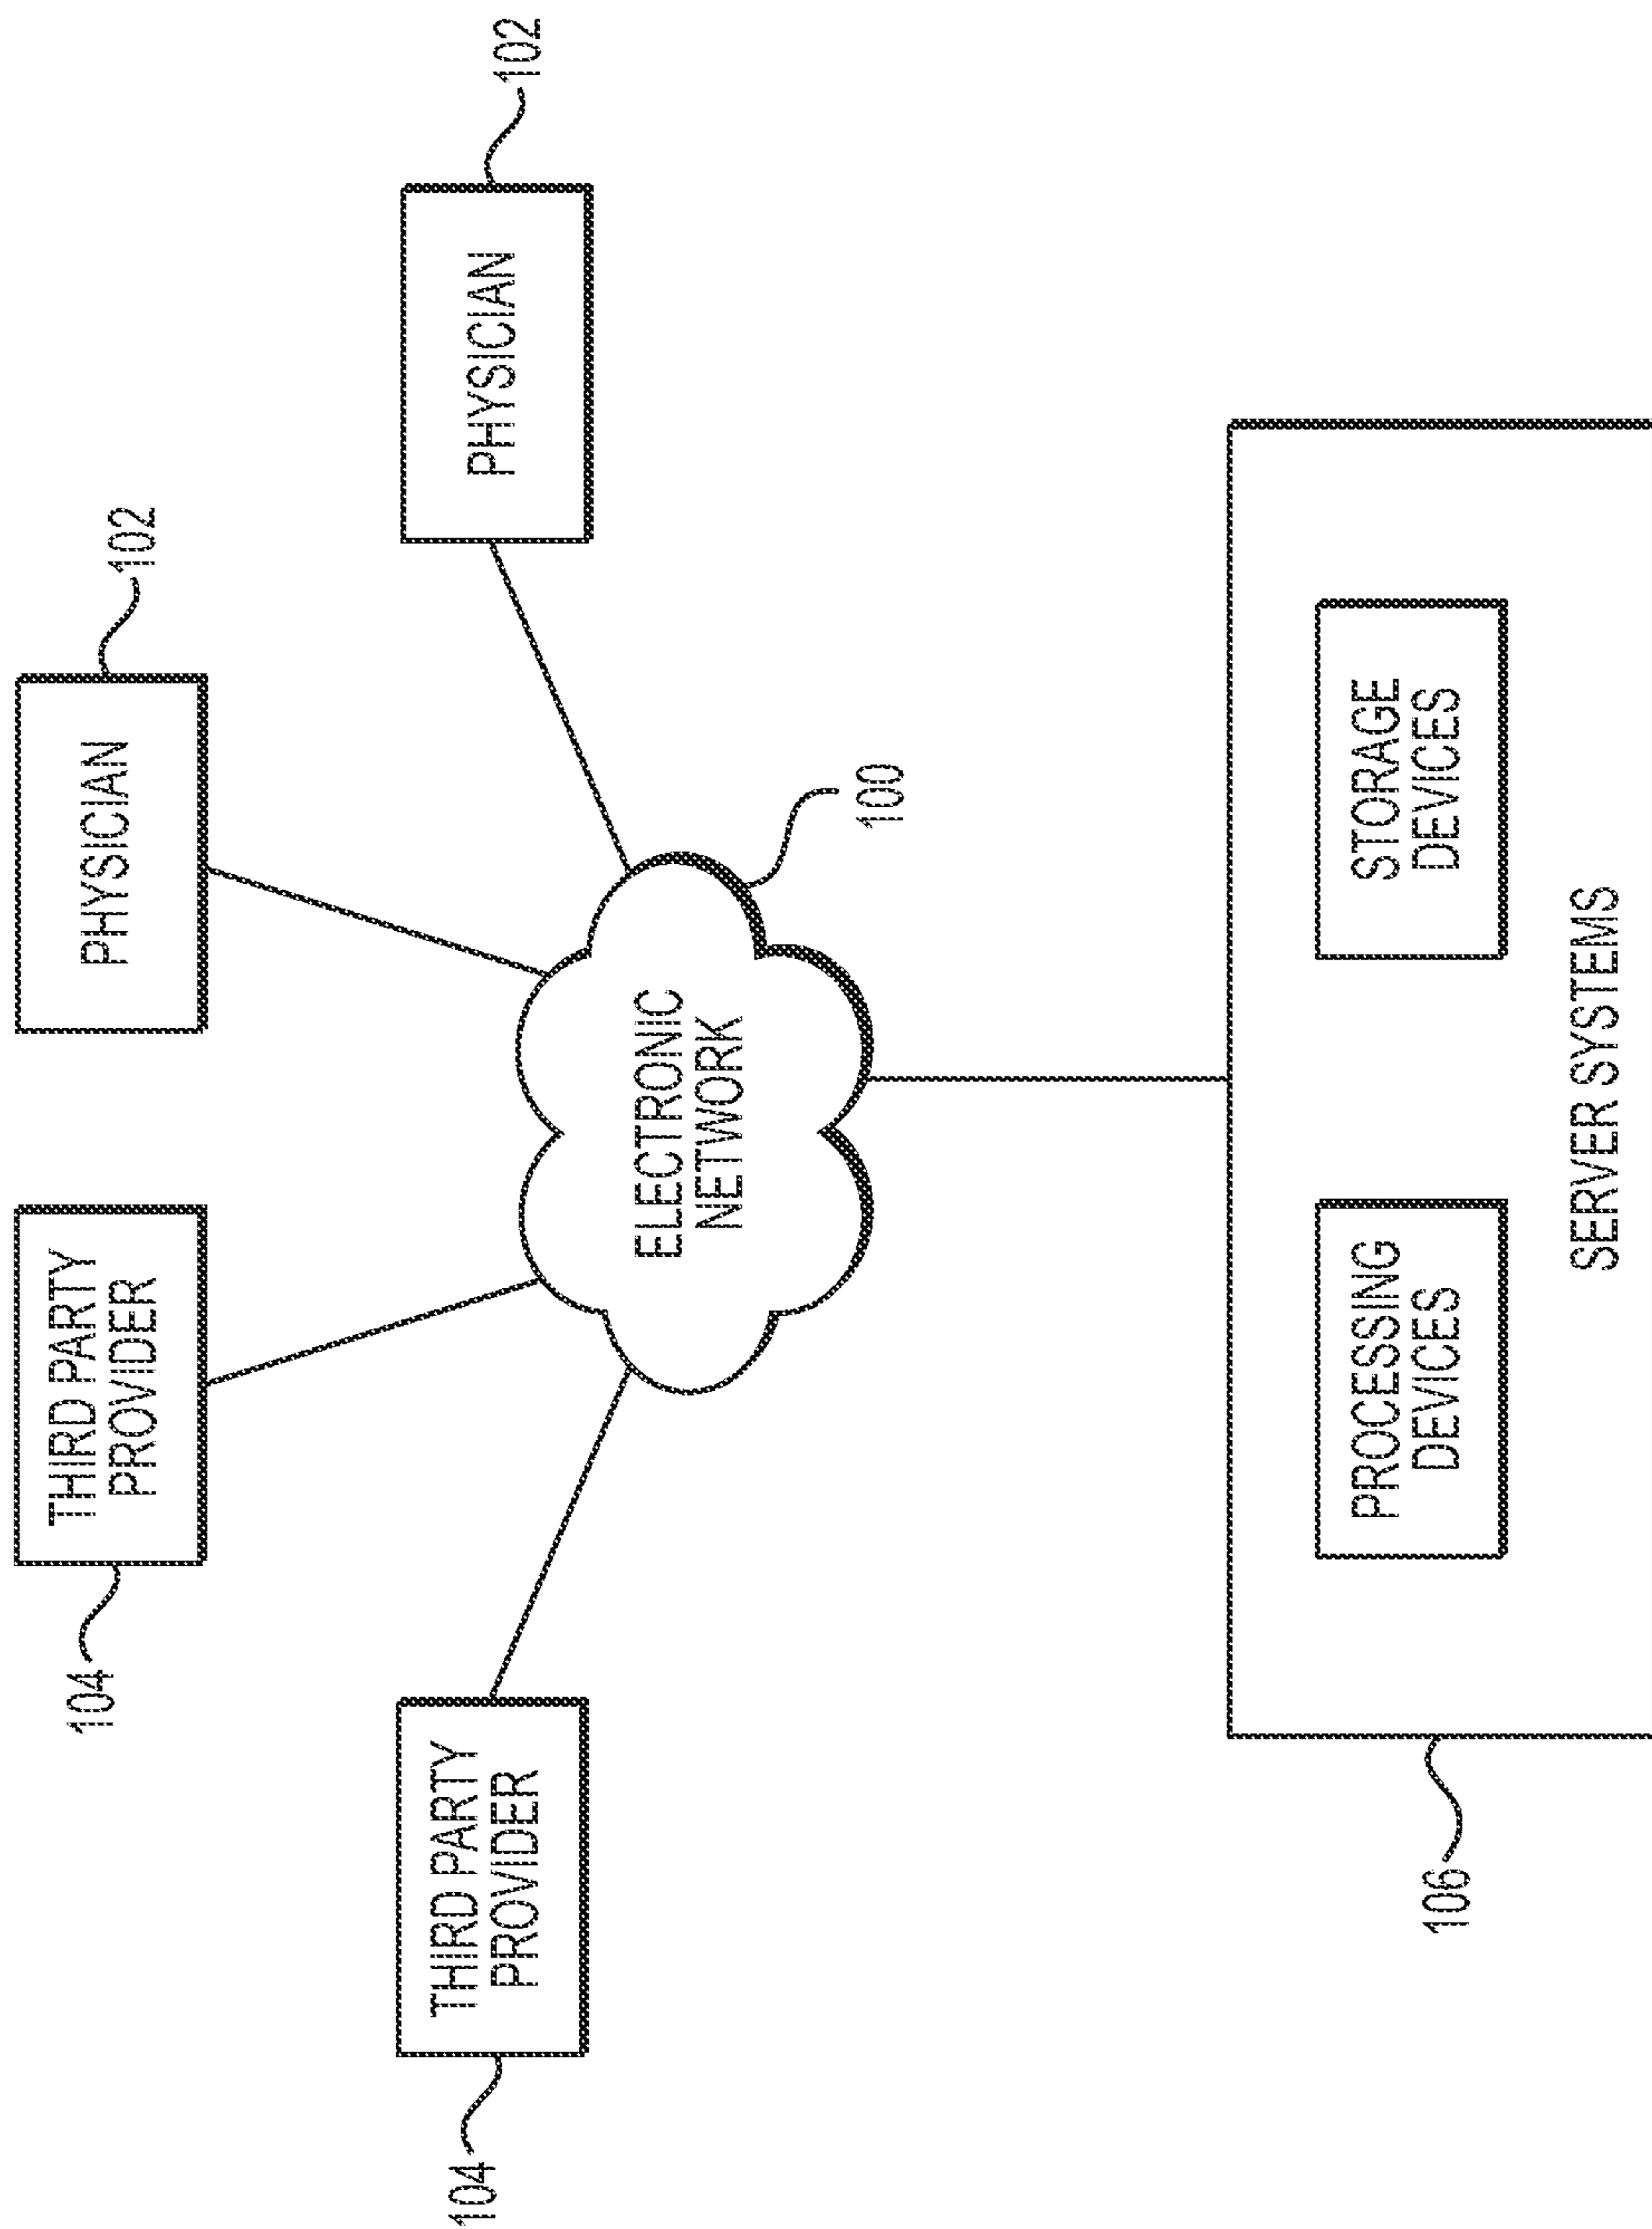 PHYSICIAN
102
THIRD PARTY
PROVIDER
104
PHYSICIAN
102
THIRD PARTY
PROVIDER
104
ELECTRONIC
NETWORK
100
PROCESSING
DEVICES
STORAGE
DEVICES
SERVER SYSTEMS
106